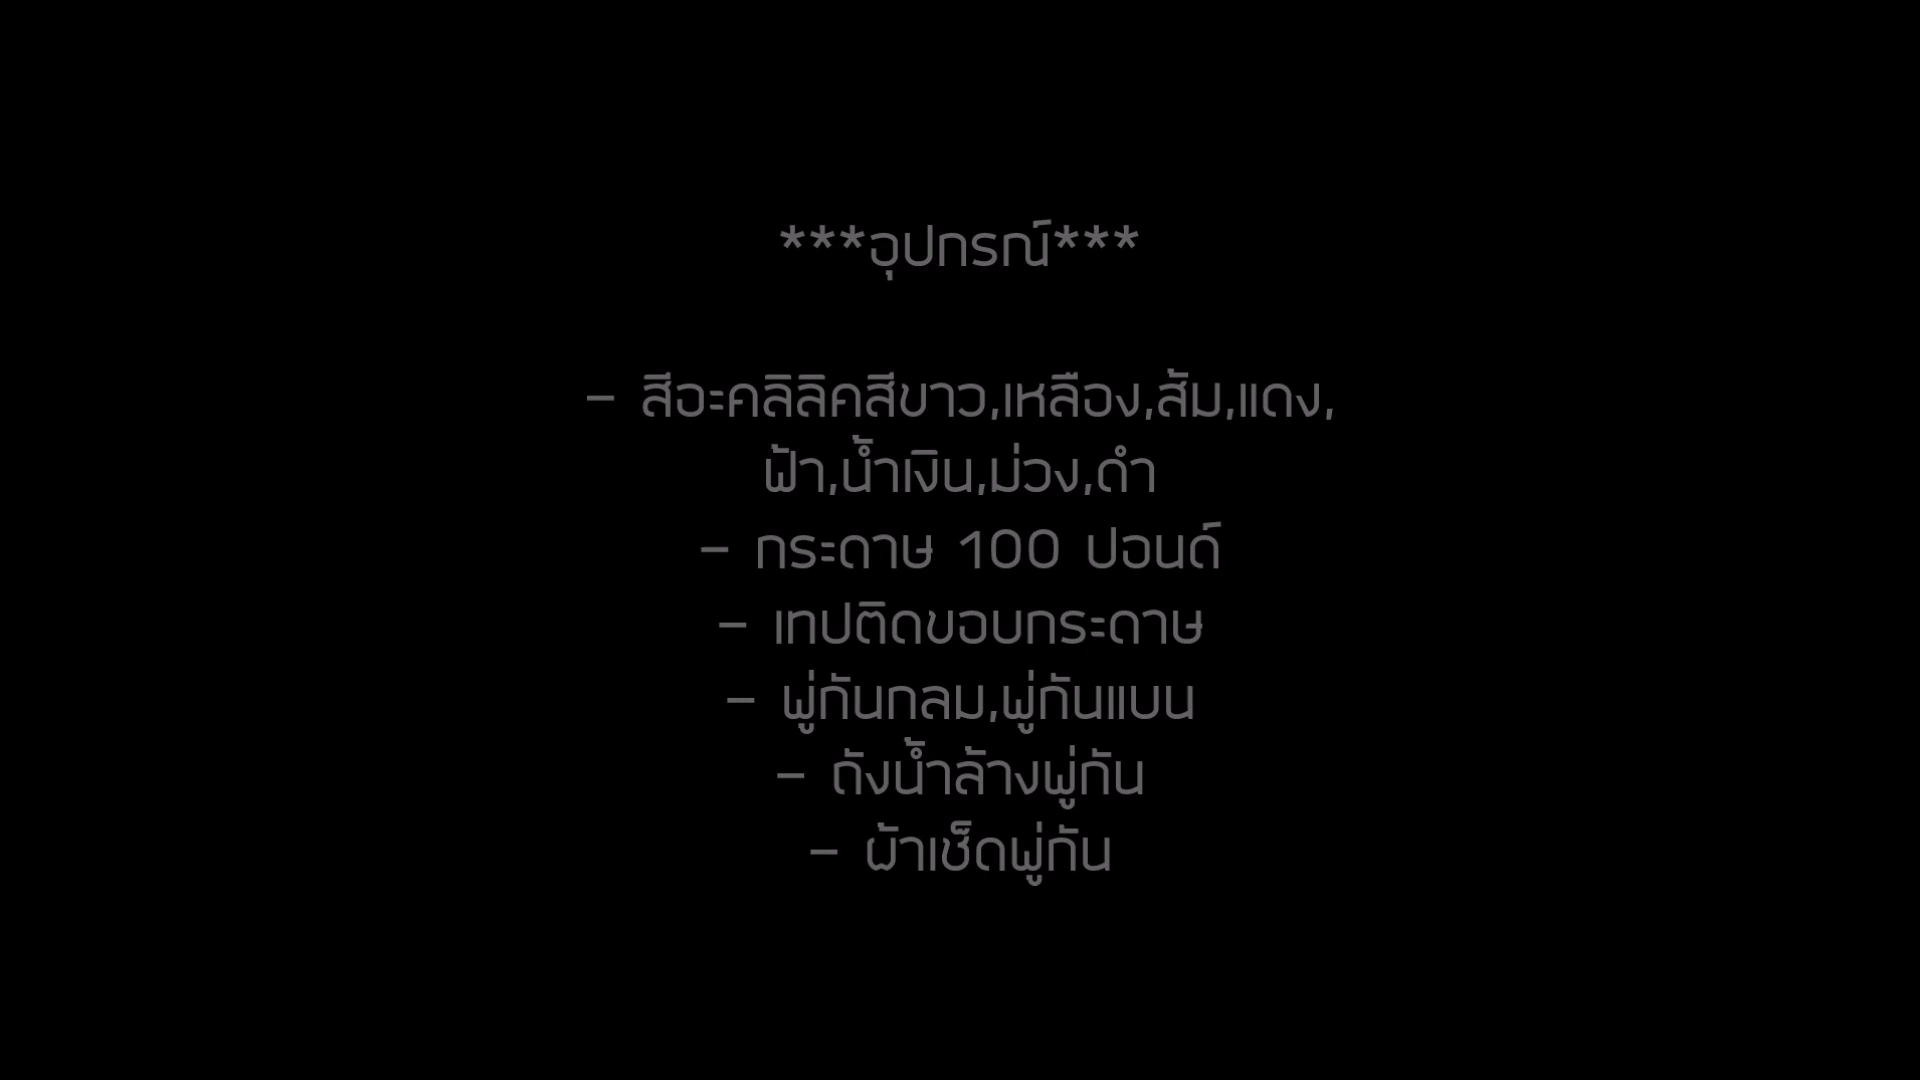 ***อุปกรณ์***
- สีอะคลิลิคสีขาว,เหลือง,ส้ม,แดง,
ฟ้า,น้ำเงิน,ม่วง,ดำ
- กระดาษ 100 ปอนด์
- เทปติดขอบกระดาษ
- พู่กันกลม,พู่กันแบน
- ถังน้ำล้างพู่กัน
- ผ้าเช็ดพู่กัน